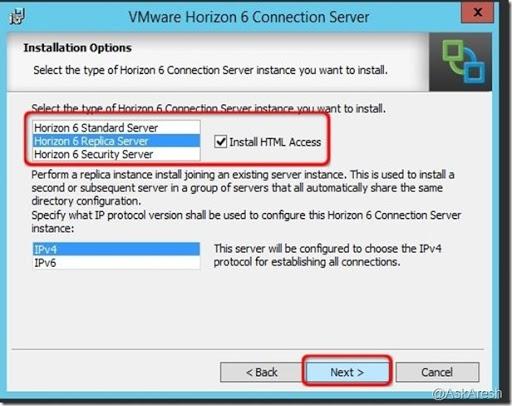 VMware Horizon 6 Connection Server
X
Installation Options
Select the type of Horizon 6 Connection Server instance you want to install.
Select the type of Horizon 6 Connection Server instance you want to install.
Horizon 6 Standard Server
Horizon 6 Replica Server
Horizon 6 Security Server
Install HTML Access
Perform a replica instance install joining an existing server instance. This is used to install a
second or subsequent server in a group of servers that all automatically share the same
directory configuration.
Specify what IP protocol version shall be used to configure this Horizon 6 Connection Server
instance:
IPv4
IPv6
This server will be configured to choose the IPv4
protocol for establishing all connections.
< Back
Next >
Cancel
@AskAresh